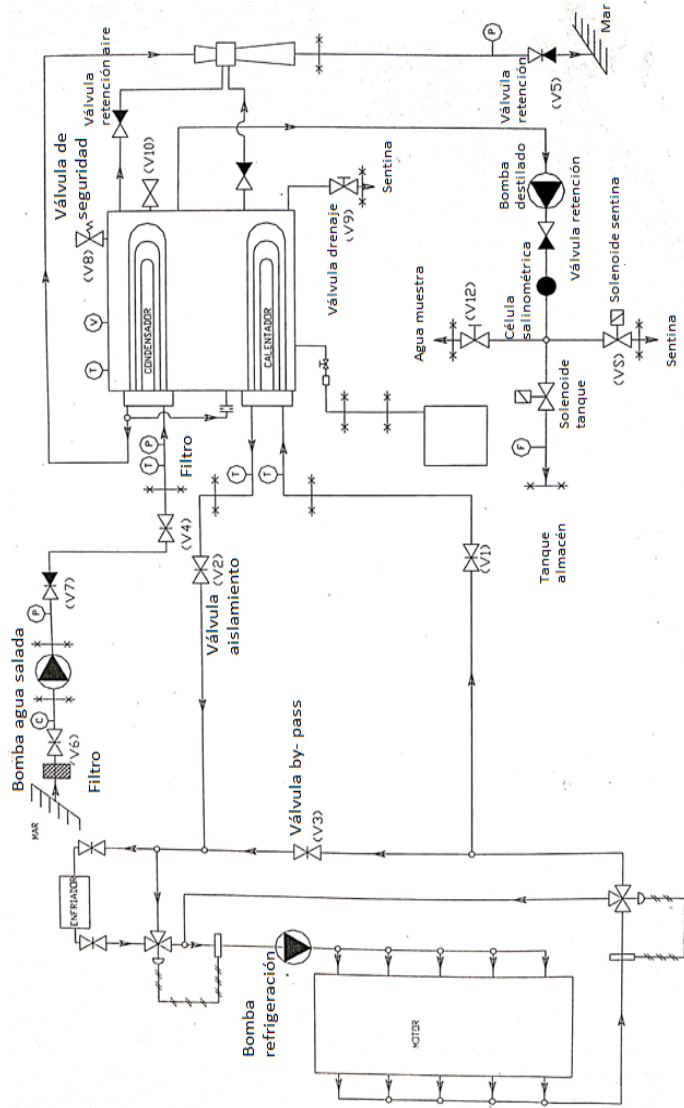 MAR
Filtro
(V6)
C
Bomba agua salada
P
(V7)
(V4)
Filtro
T
P
T
V
(V8)
Válvula de
seguridad
(V10)
Válvula
retención aire
CONDENSADOR
CALENTADOR
Válvula drenaje
(V9)
Sentina
P
Válvula
retención
(V5)
Mar
ENFRIADOR
(V2)
Válvula
aislamiento
T
T
Válvula by- pass
(V3)
(V1)
Bomba
refrigeración
MOTOR
Bomba
destilado
Válvula retención
Célula
salinométrica
Agua muestra
(V12)
Solenoide sentina
(VS)
Sentina
Solenoide
tanque
F
Tanque
almacén